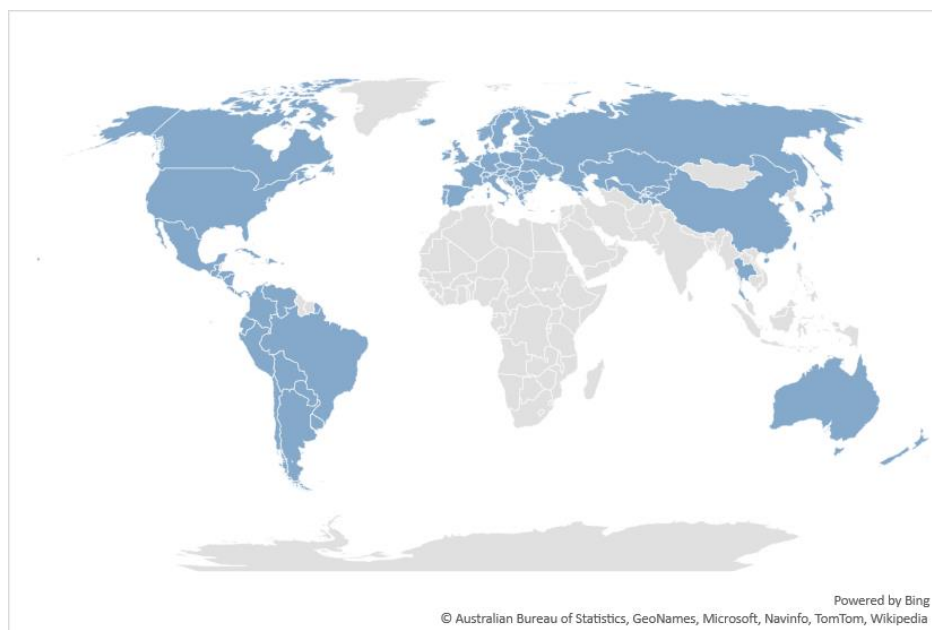 Powered by Bing
© Australian Bureau of Statistics, GeoNames, Microsoft, Navinfo, TomTom, Wikipedia